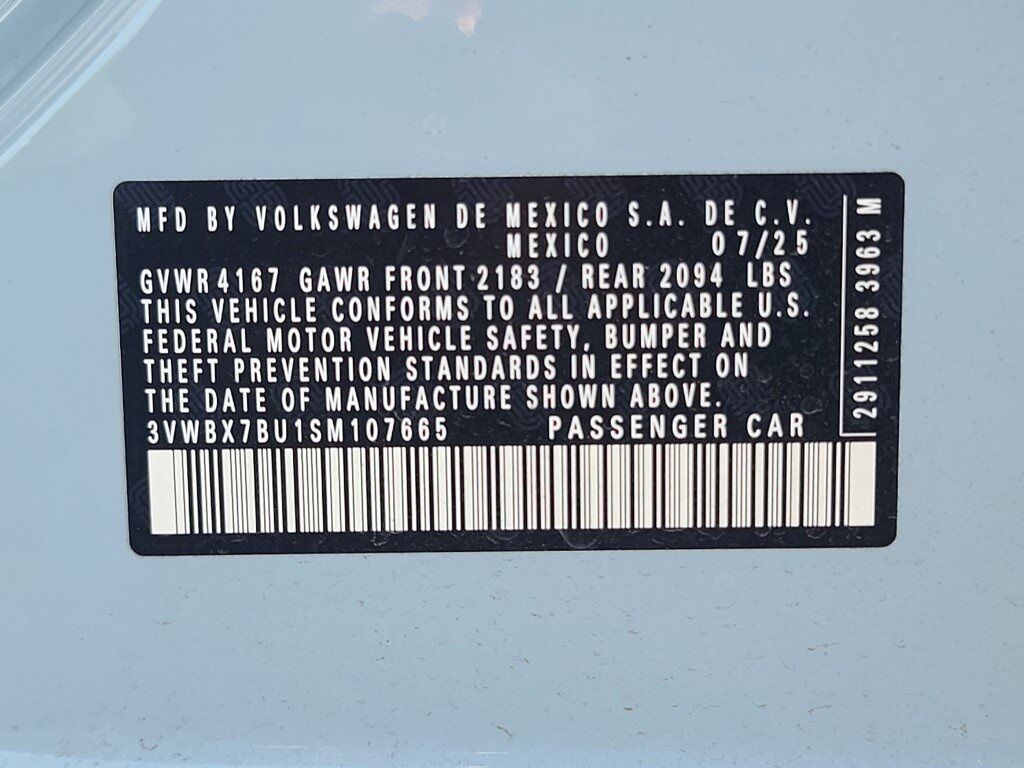 MFD BY VOLKSWAGEN DE MEXICO S.A. DE C.V.
MEXICO 07/25
GVWR 4167 GAWR FRONT 2183 / REAR 2094 LBS
THIS VEHICLE CONFORMS TO ALL APPLICABLE U.S.
FEDERAL MOTOR VEHICLE SAFETY, BUMPER AND
THEFT PREVENTION STANDARDS IN EFFECT ON
THE DATE OF MANUFACTURE SHOWN ABOVE.
3VWBX7BU1SM107665 PASSENGER CAR
2911258 3963 M